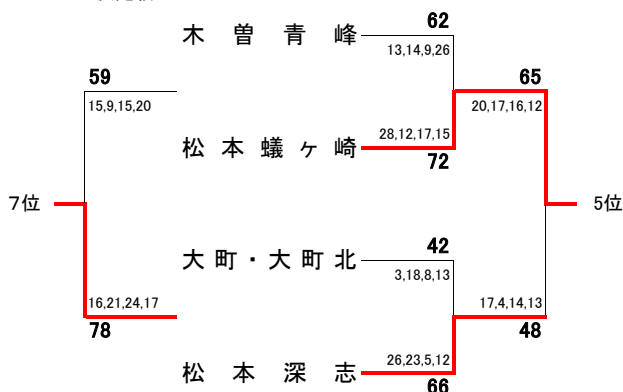 木曽青峰
62
13,14,9,26
59
15,9,15,20
65
20,17,16,12
松本蟻ヶ崎
28,12,17,15
72
7位
5位
大町・大町北
42
3,18,8,13
16,21,24,17
78
17,4,14,13
48
松本深志
26,23,5,12
66